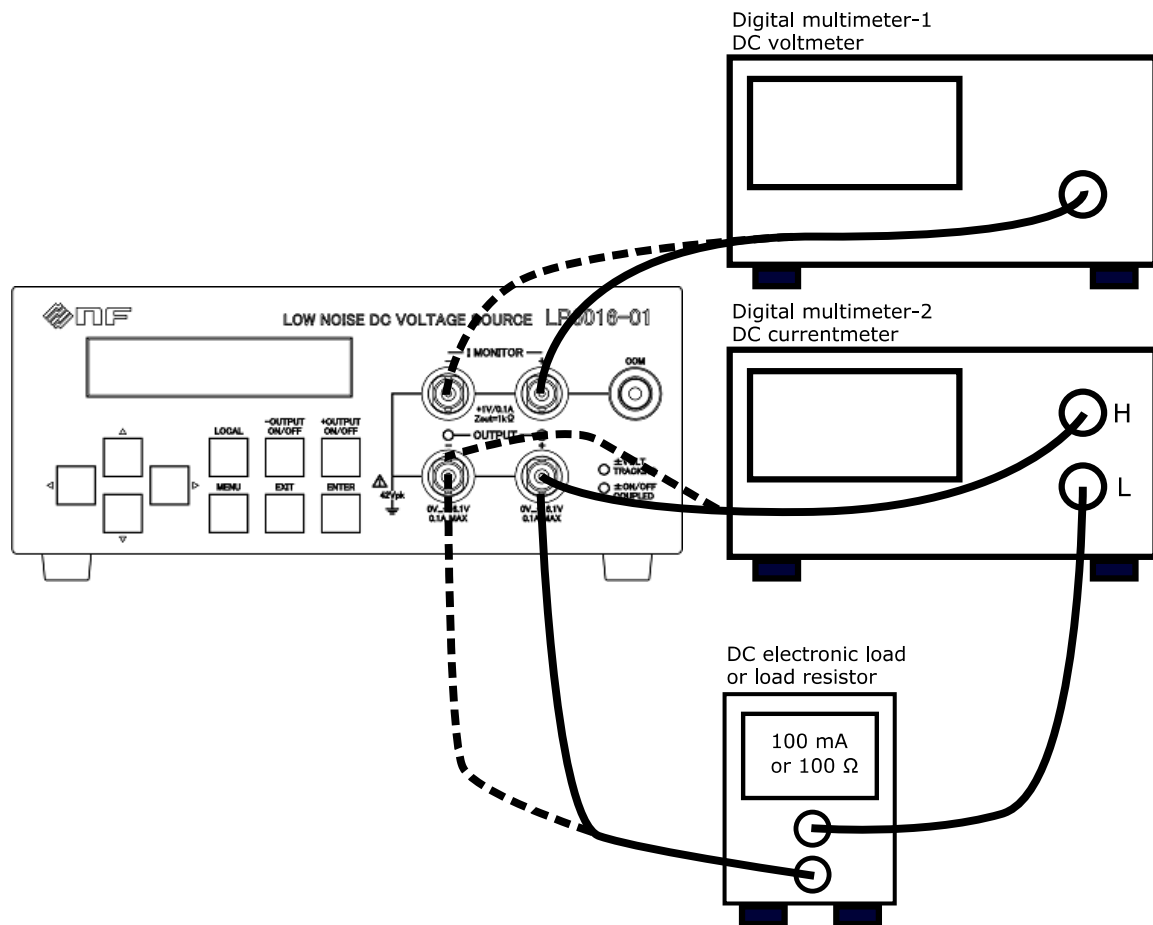 Digital multimeter-1
DC voltmeter
Digital multimeter-2
DC currentmeter
H
L
NF
LOW NOISE DC VOLTAGE SOURCE
I MONITOR
-
+
COM
+1V/0.1A
Zout=1kΩ
LOCAL
-OUTPUT
ON/OFF
+OUTPUT
ON/OFF
OUTPUT
-
+
MENU
EXIT
ENTER
42Vpk
±VOLT
±ON/OFF
COUPLED
0.1A MAX
0.1A MAX
DC electronic load
or load resistor
100 mA
or 100 Ω